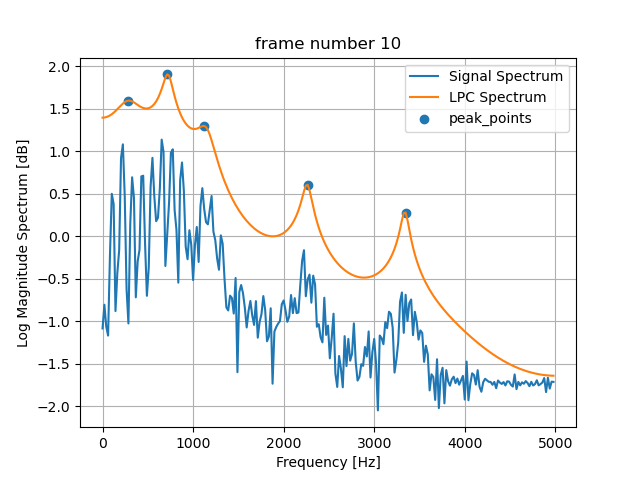 frame number 10
Signal Spectrum
LPC Spectrum
peak_points
Log Magnitude Spectrum [dB]
2.0
1.5
1.0
0.5
0.0
−0.5
−1.0
−1.5
−2.0
0 1000 2000 3000 4000 5000
Frequency [Hz]